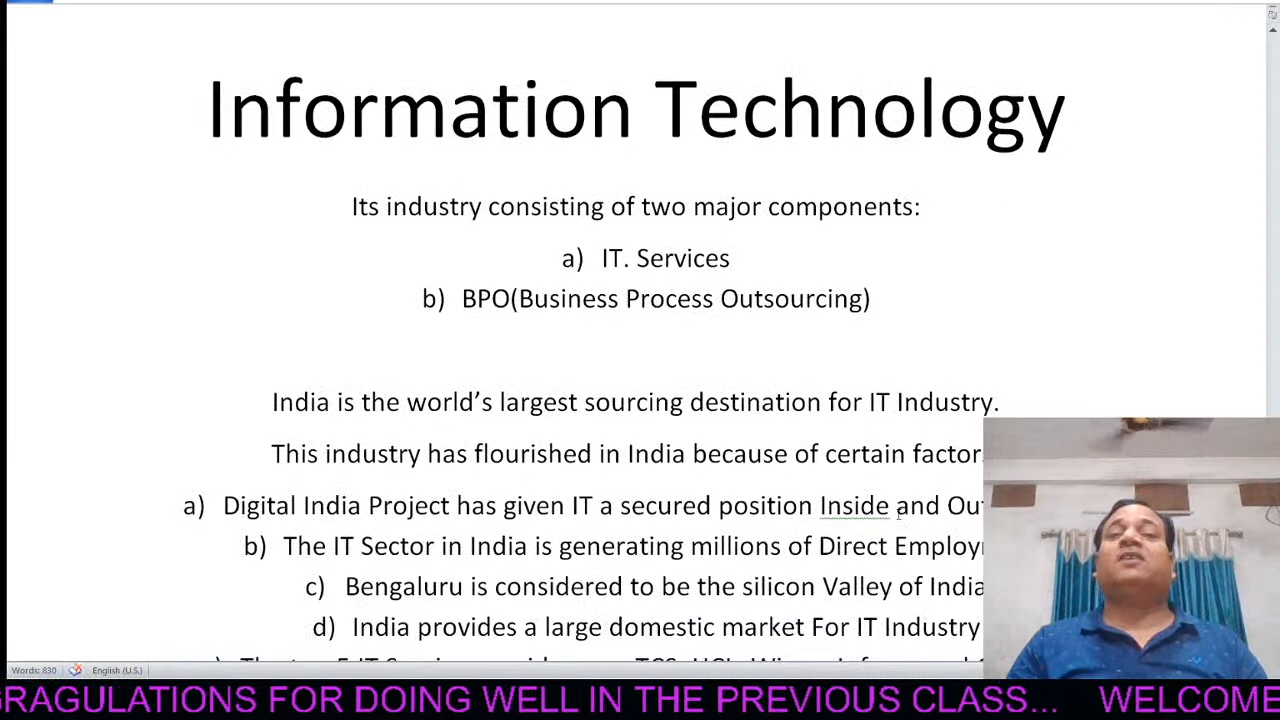 Information Technology
Its industry consisting of two major components:
a) IT. Services
b) BPO(Business Process Outsourcing)
India is the world's largest sourcing destination for IT Industry.
This industry has flourished in India because of certain factor
a) Digital India Project has given IT a secured position Inside and Ou
b) The IT Sector in India is generating millions of Direct Employ
c) Bengaluru is considered to be the silicon Valley of India
d) India provides a large domestic market For IT Industry
Words: 830 English (U.S.)
RAGULATIONS FOR DOING WELL IN THE PREVIOUS CLASS... WELCOME